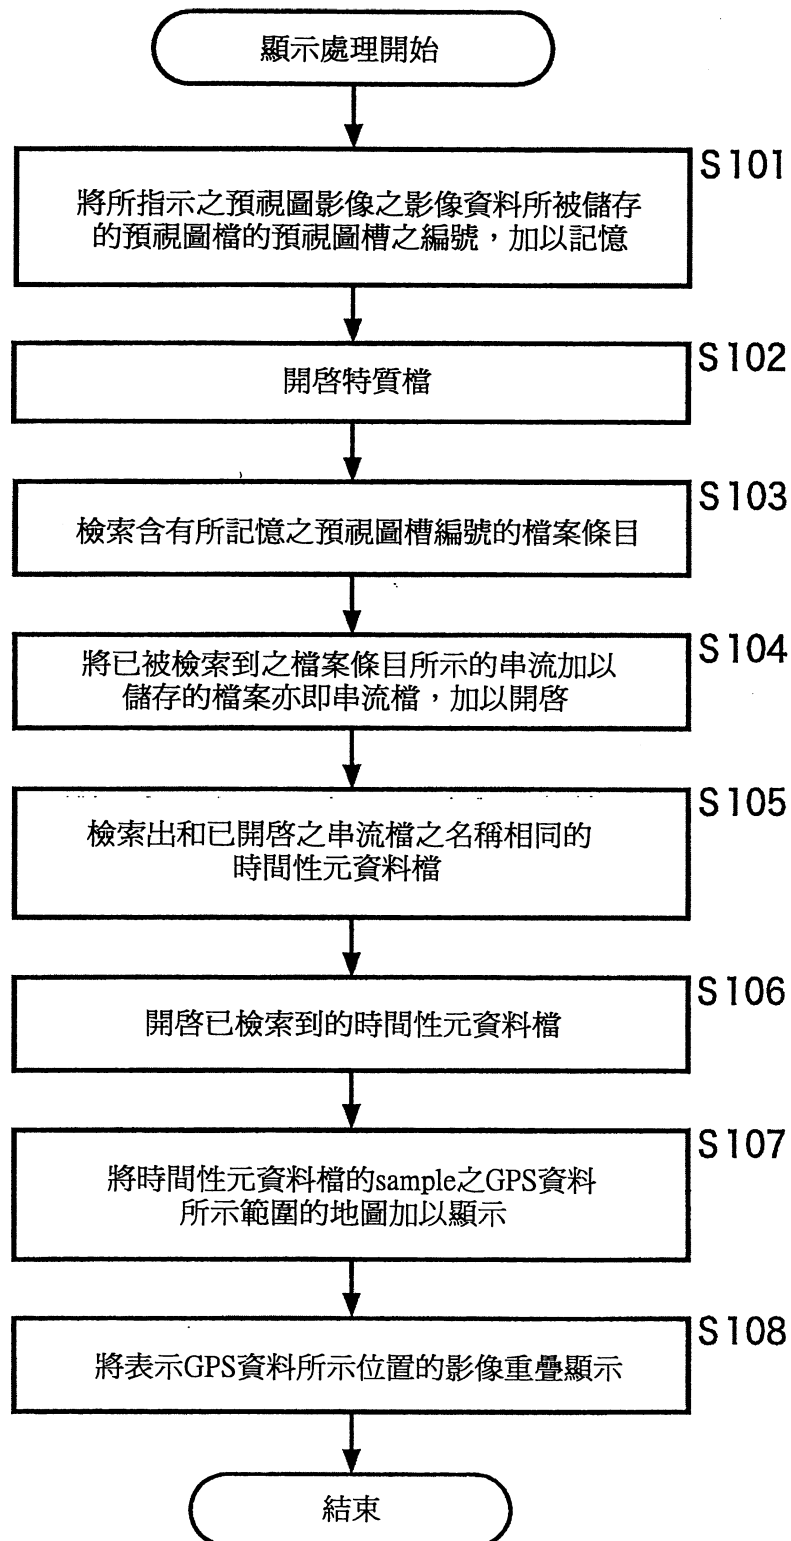 顯示處理開始
S101
將所指示之預視圖影像之影像資料所被儲存
的預視圖檔的預視圖槽之編號，加以記憶
S102
開啓特質檔
S103
檢索含有所記憶之預視圖槽編號的檔案條目
S104
將已被檢索到之檔案條目所示的串流加以
儲存的檔案亦即串流檔，加以開啓
S105
檢索出和已開啓之串流檔之名稱相同的
時間性元資料檔
S106
開啓已檢索到的時間性元資料檔
S107
將時間性元資料檔的sample之GPS資料
所示範圍的地圖加以顯示
S108
將表示GPS資料所示位置的影像重疊顯示
結束